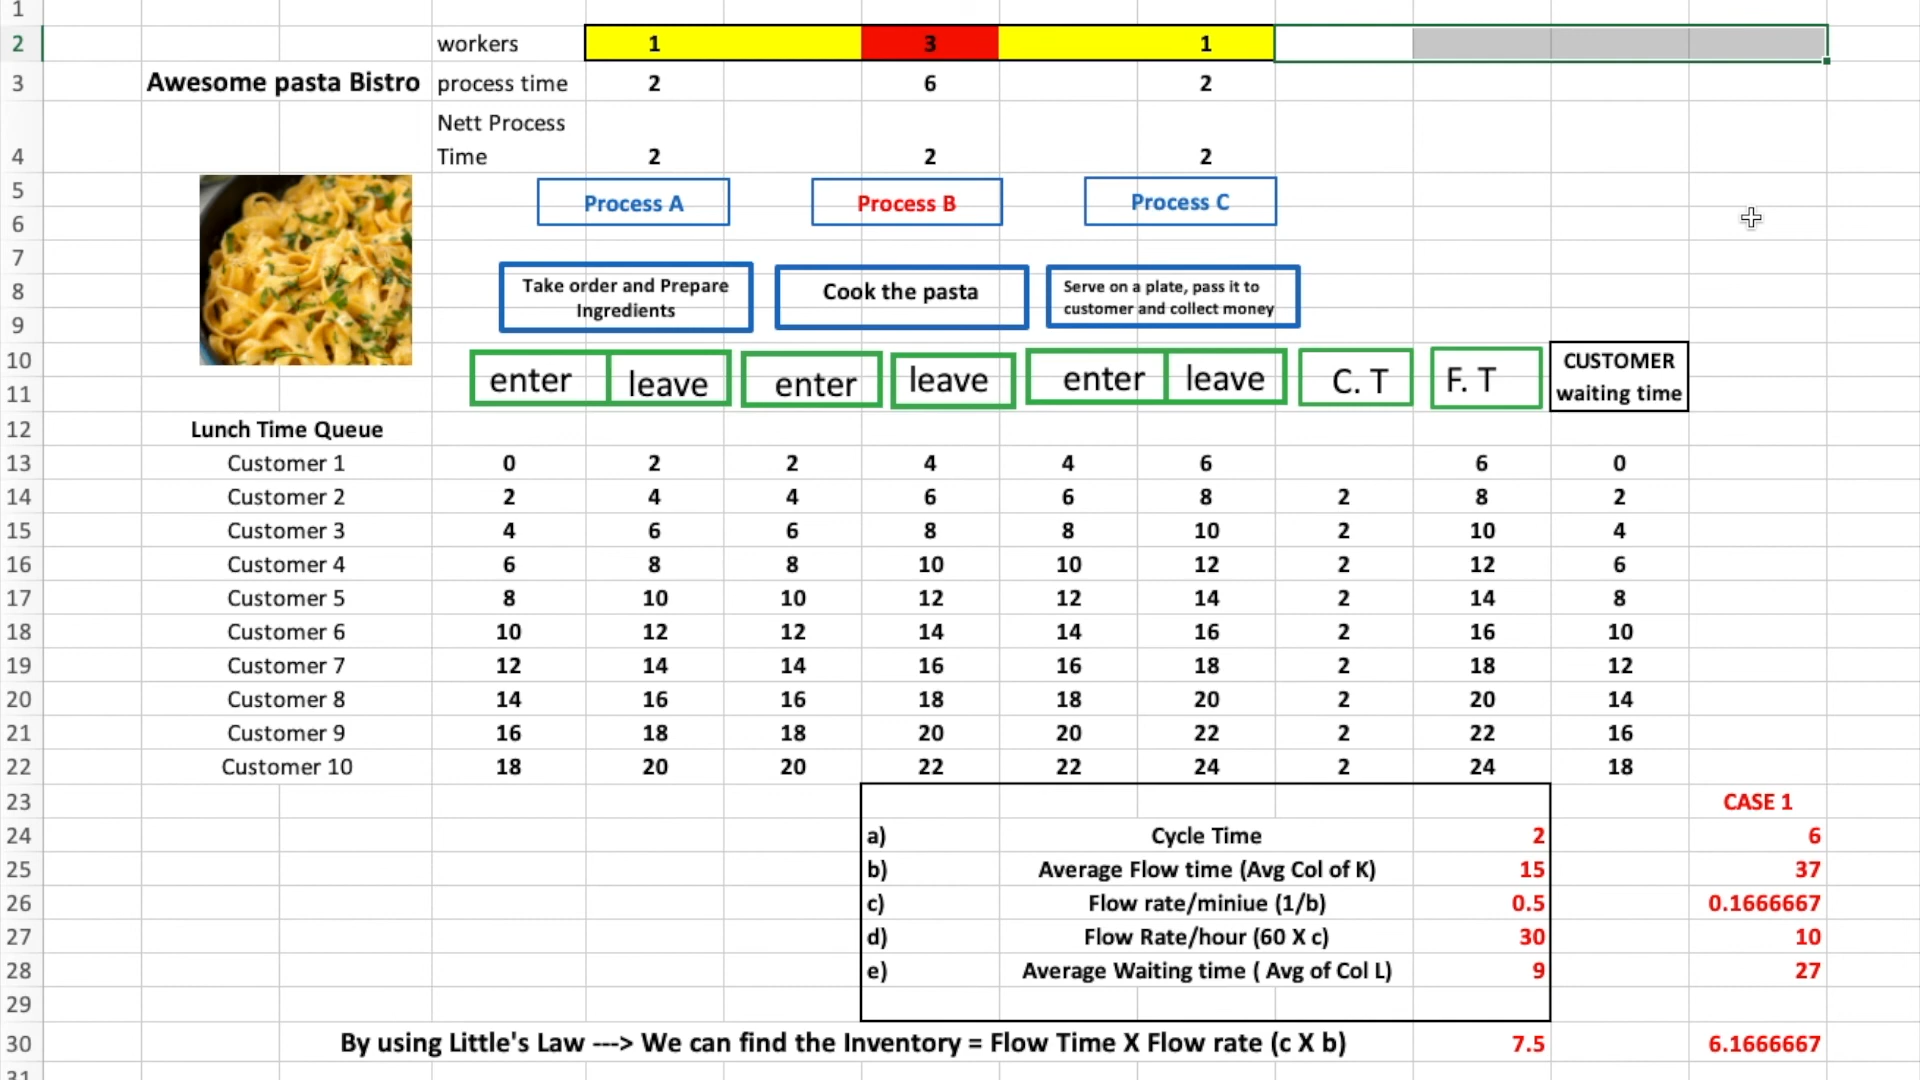 1
2 workers 1 3 1
3 Awesome pasta Bistro process time 2 6 2
Nett Process
4 Time 2 2 2
5
Process A Process B Process C
6
7
8 Take order and Prepare Cook the pasta Serve on a plate, pass it to
Ingredients customer and collect money
9
10 enter leave enter leave enter leave C. T F. T CUSTOMER
11 waiting time
12 Lunch Time Queue
13 Customer 1 0 2 2 4 4 6 6 0
14 Customer 2 2 4 4 6 6 8 2 8 2
15 Customer 3 4 6 6 8 8 10 2 10 4
16 Customer 4 6 8 8 10 10 12 2 12 6
17 Customer 5 8 10 10 12 12 14 2 14 8
18 Customer 6 10 12 12 14 14 16 2 16 10
19 Customer 7 12 14 14 16 16 18 2 18 12
20 Customer 8 14 16 16 18 18 20 2 20 14
21 Customer 9 16 18 18 20 20 22 2 22 16
22 Customer 10 18 20 20 22 22 24 2 24 18
23 CASE 1
24 a) Cycle Time 2 6
25 b) Average Flow time (Avg Col of K) 15 37
26 c) Flow rate/miniue (1/b) 0.5 0.1666667
27 d) Flow Rate/hour (60 X c) 30 10
28 e) Average Waiting time ( Avg of Col L) 9 27
29
30 By using Little's Law ---> We can find the Inventory = Flow Time X Flow rate (c X b) 7.5 6.1666667
31